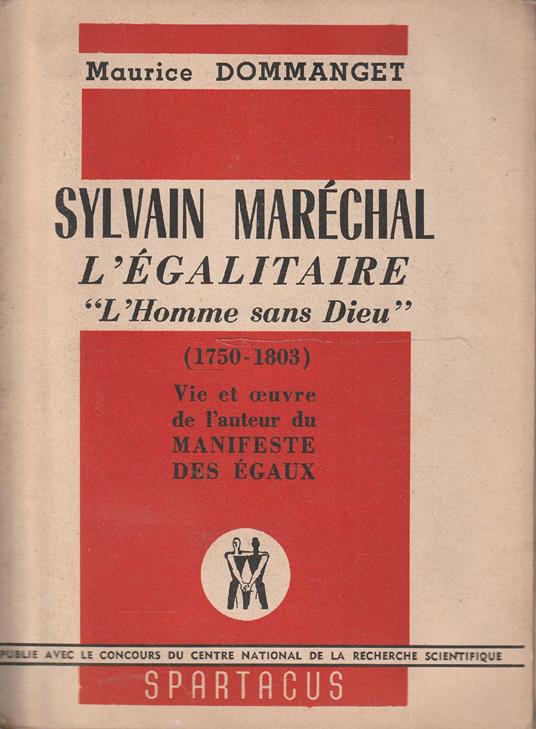 Maurice DOMMANGET
SYLVAIN MARÉCHAL
L'ÉGALITAIRE
"L'Homme sans Dieu"
(1750-1803)
Vie et œuvre
de l'auteur du
MANIFESTE
DES ÉGAUX
PUBLIE AVEC LE CONCOURS DU CENTRE NATIONAL DE LA RECHERCHE SCIENTIFIQUE
SPARTACUS